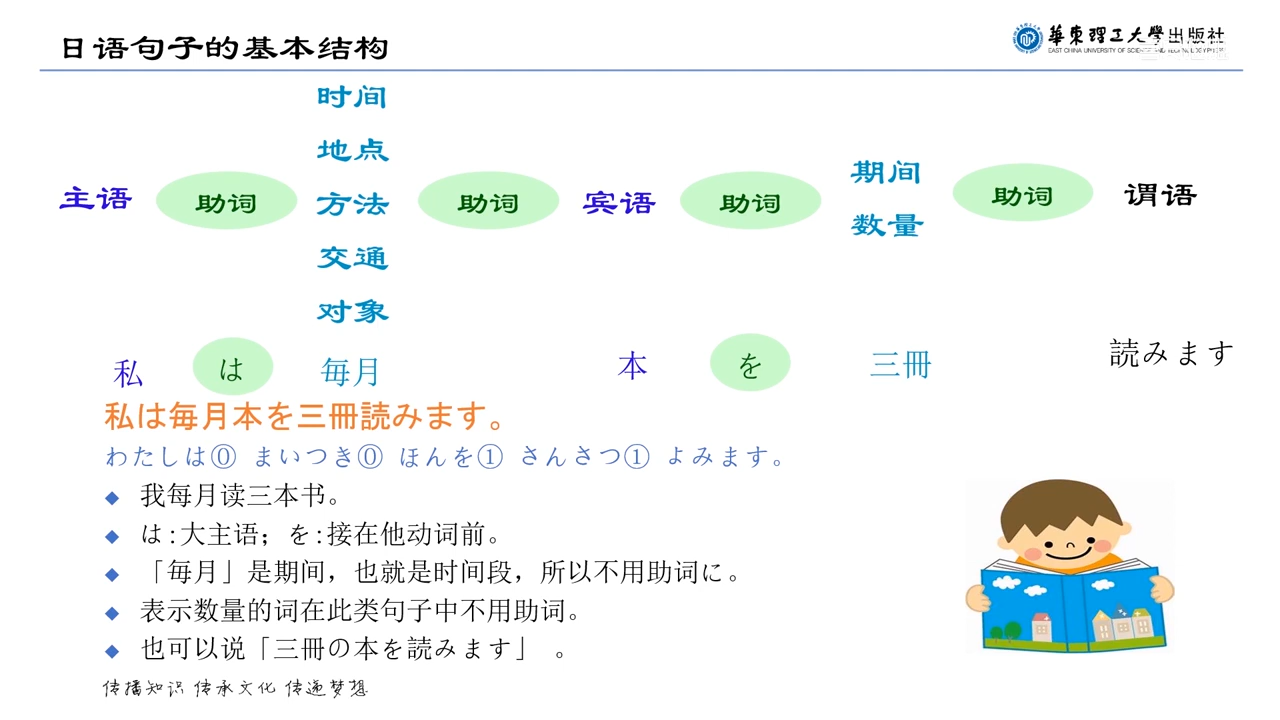 日语句子的基本结构
華東理工大學出版社
时间
地点
主语 助词 方法 助词 宾语 助词 期间 数量 助词 谓语
交通
对象
私 は 毎月 本 を 三冊 読みます
私は毎月本を三冊読みます。
わたしは⓪ まいつき⓪ ほんを① さんさつ① よみます。
我每月读三本书。
は:大主语；を:接在他动词前。
「毎月」是期间，也就是时间段，所以不用助词に。
表示数量的词在此类句子中不用助词。
也可以说「三冊の本を読みます」 。
传播知识 传承文化 传递梦想